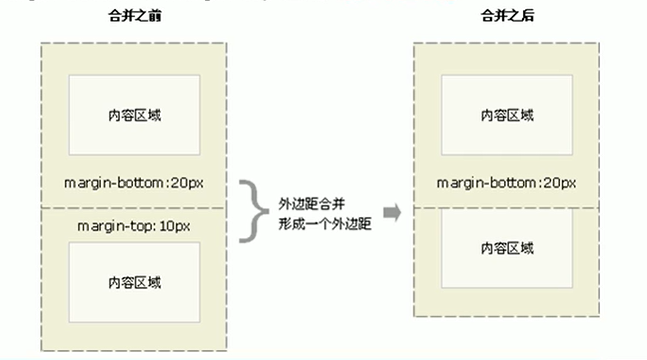 合并之前
合并之后
内容区域
内容区域
margin-bottom:20px
margin-bottom:20px
外边距合并
形成一个外边距
margin-top:10px
内容区域
内容区域